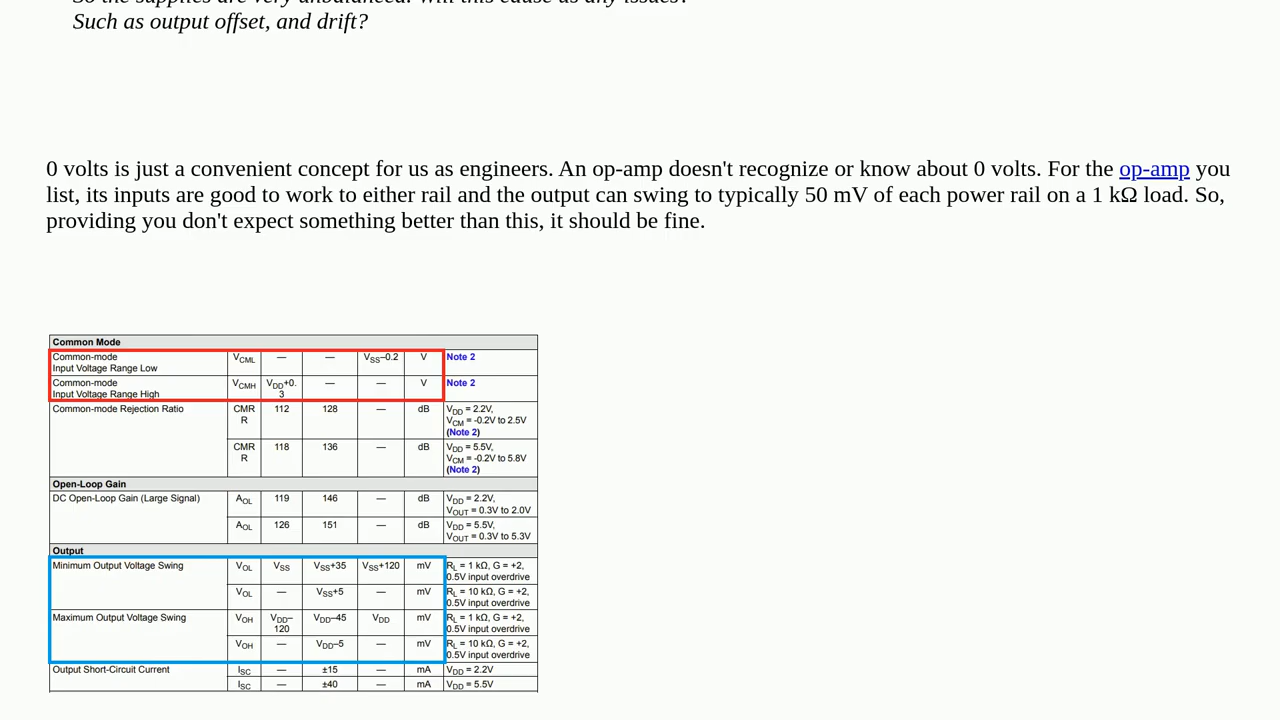 So the supplies are very unbalanced. Will this cause us any issues?
Such as output offset, and drift?
0 volts is just a convenient concept for us as engineers. An op-amp doesn't recognize or know about 0 volts. For the op-amp you
list, its inputs are good to work to either rail and the output can swing to typically 50 mV of each power rail on a 1 kΩ load. So,
providing you don't expect something better than this, it should be fine.
Common Mode
Common-mode Input Voltage Range Low VCML — — VSS–0.2 V Note 2
Common-mode Input Voltage Range High VCMH VDD+0.3 — — V Note 2
Common-mode Rejection Ratio CMRR 112 128 — dB VDD = 2.2V, VCM = -0.2V to 2.5V (Note 2)
CMRR 118 136 — dB VDD = 5.5V, VCM = -0.2V to 5.8V (Note 2)
Open-Loop Gain
DC Open-Loop Gain (Large Signal) AOL 119 146 — dB VDD = 2.2V, VOUT = 0.3V to 2.0V
AOL 126 151 — dB VDD = 5.5V, VOUT = 0.3V to 5.3V
Output
Minimum Output Voltage Swing VOL VSS VSS+35 VSS+120 mV RL = 1 kΩ, G = +2, 0.5V input overdrive
VOL — VSS+5 — mV RL = 10 kΩ, G = +2, 0.5V input overdrive
Maximum Output Voltage Swing VOH VDD–120 VDD–45 VDD mV RL = 1 kΩ, G = +2, 0.5V input overdrive
VOH — VDD–5 — mV RL = 10 kΩ, G = +2, 0.5V input overdrive
Output Short-Circuit Current ISC — ±15 — mA VDD = 2.2V
ISC — ±40 — mA VDD = 5.5V